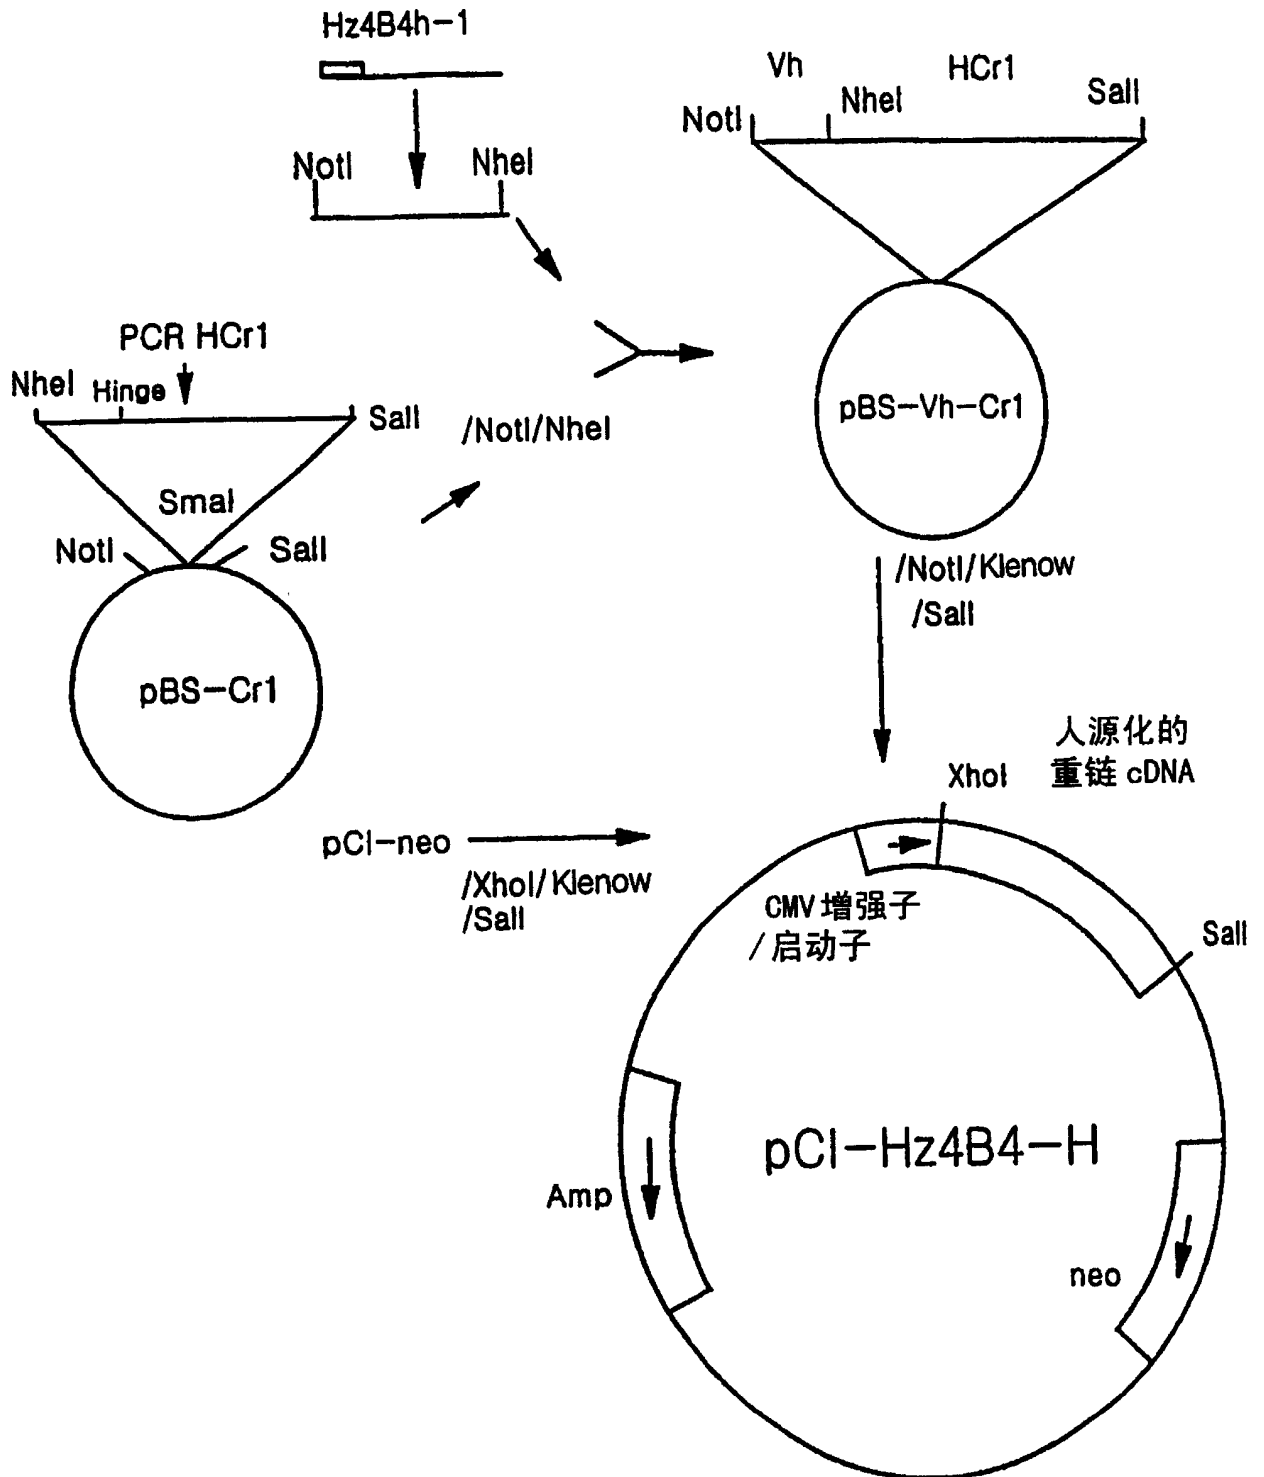 Hz4B4h-1
NotI
NheI
Vh
HCr1
NotI
NheI
SalI
PCR HCr1
NheI
Hinge
SalI
SmaI
NotI
SalI
pBS-Cr1
/NotI/NheI
pBS-Vh-Cr1
/NotI/Klenow
/SalI
pCI-neo
/XhoI/Klenow
/SalI
XhoI
人源化的
重链 cDNA
CMV 增强子
/启动子
SalI
pCI-Hz4B4-H
Amp
neo